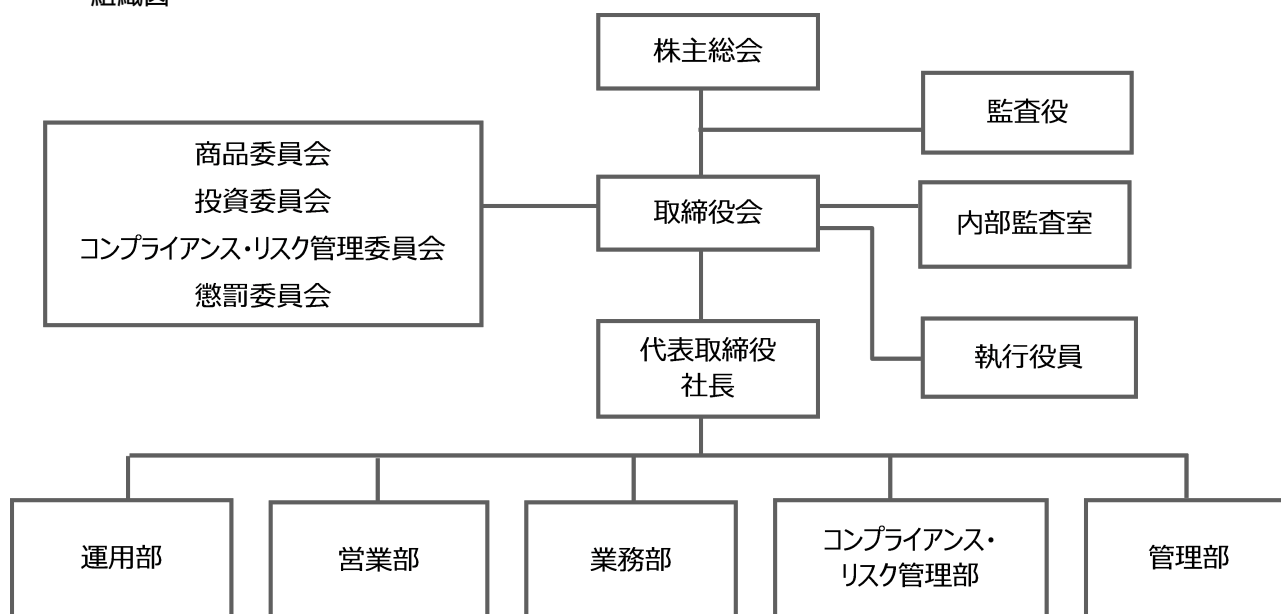 組織図
株主総会
監査役
商品委員会
投資委員会
コンプライアンス・リスク管理委員会
懲罰委員会
取締役会
内部監査室
代表取締役
社長
執行役員
運用部
営業部
業務部
コンプライアンス・
リスク管理部
管理部